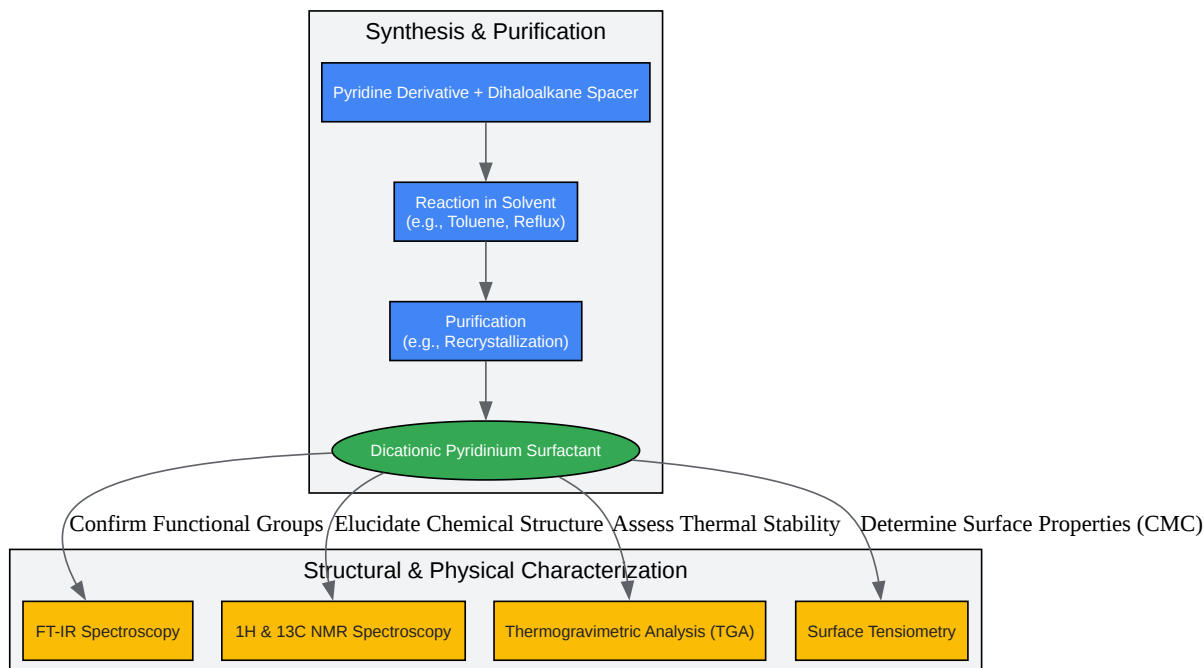 Synthesis & Purification
Pyridine Derivative + Dihaloalkane Spacer
Reaction in Solvent
(e.g., Toluene, Reflux)
Purification
(e.g., Recrystallization)
Dicationic Pyridinium Surfactant
Confirm Functional Groups
Elucidate Chemical Structure
Assess Thermal Stability
Determine Surface Properties (CMC)
Structural & Physical Characterization
FT-IR Spectroscopy
1H & 13C NMR Spectroscopy
Thermogravimetric Analysis (TGA)
Surface Tensiometry